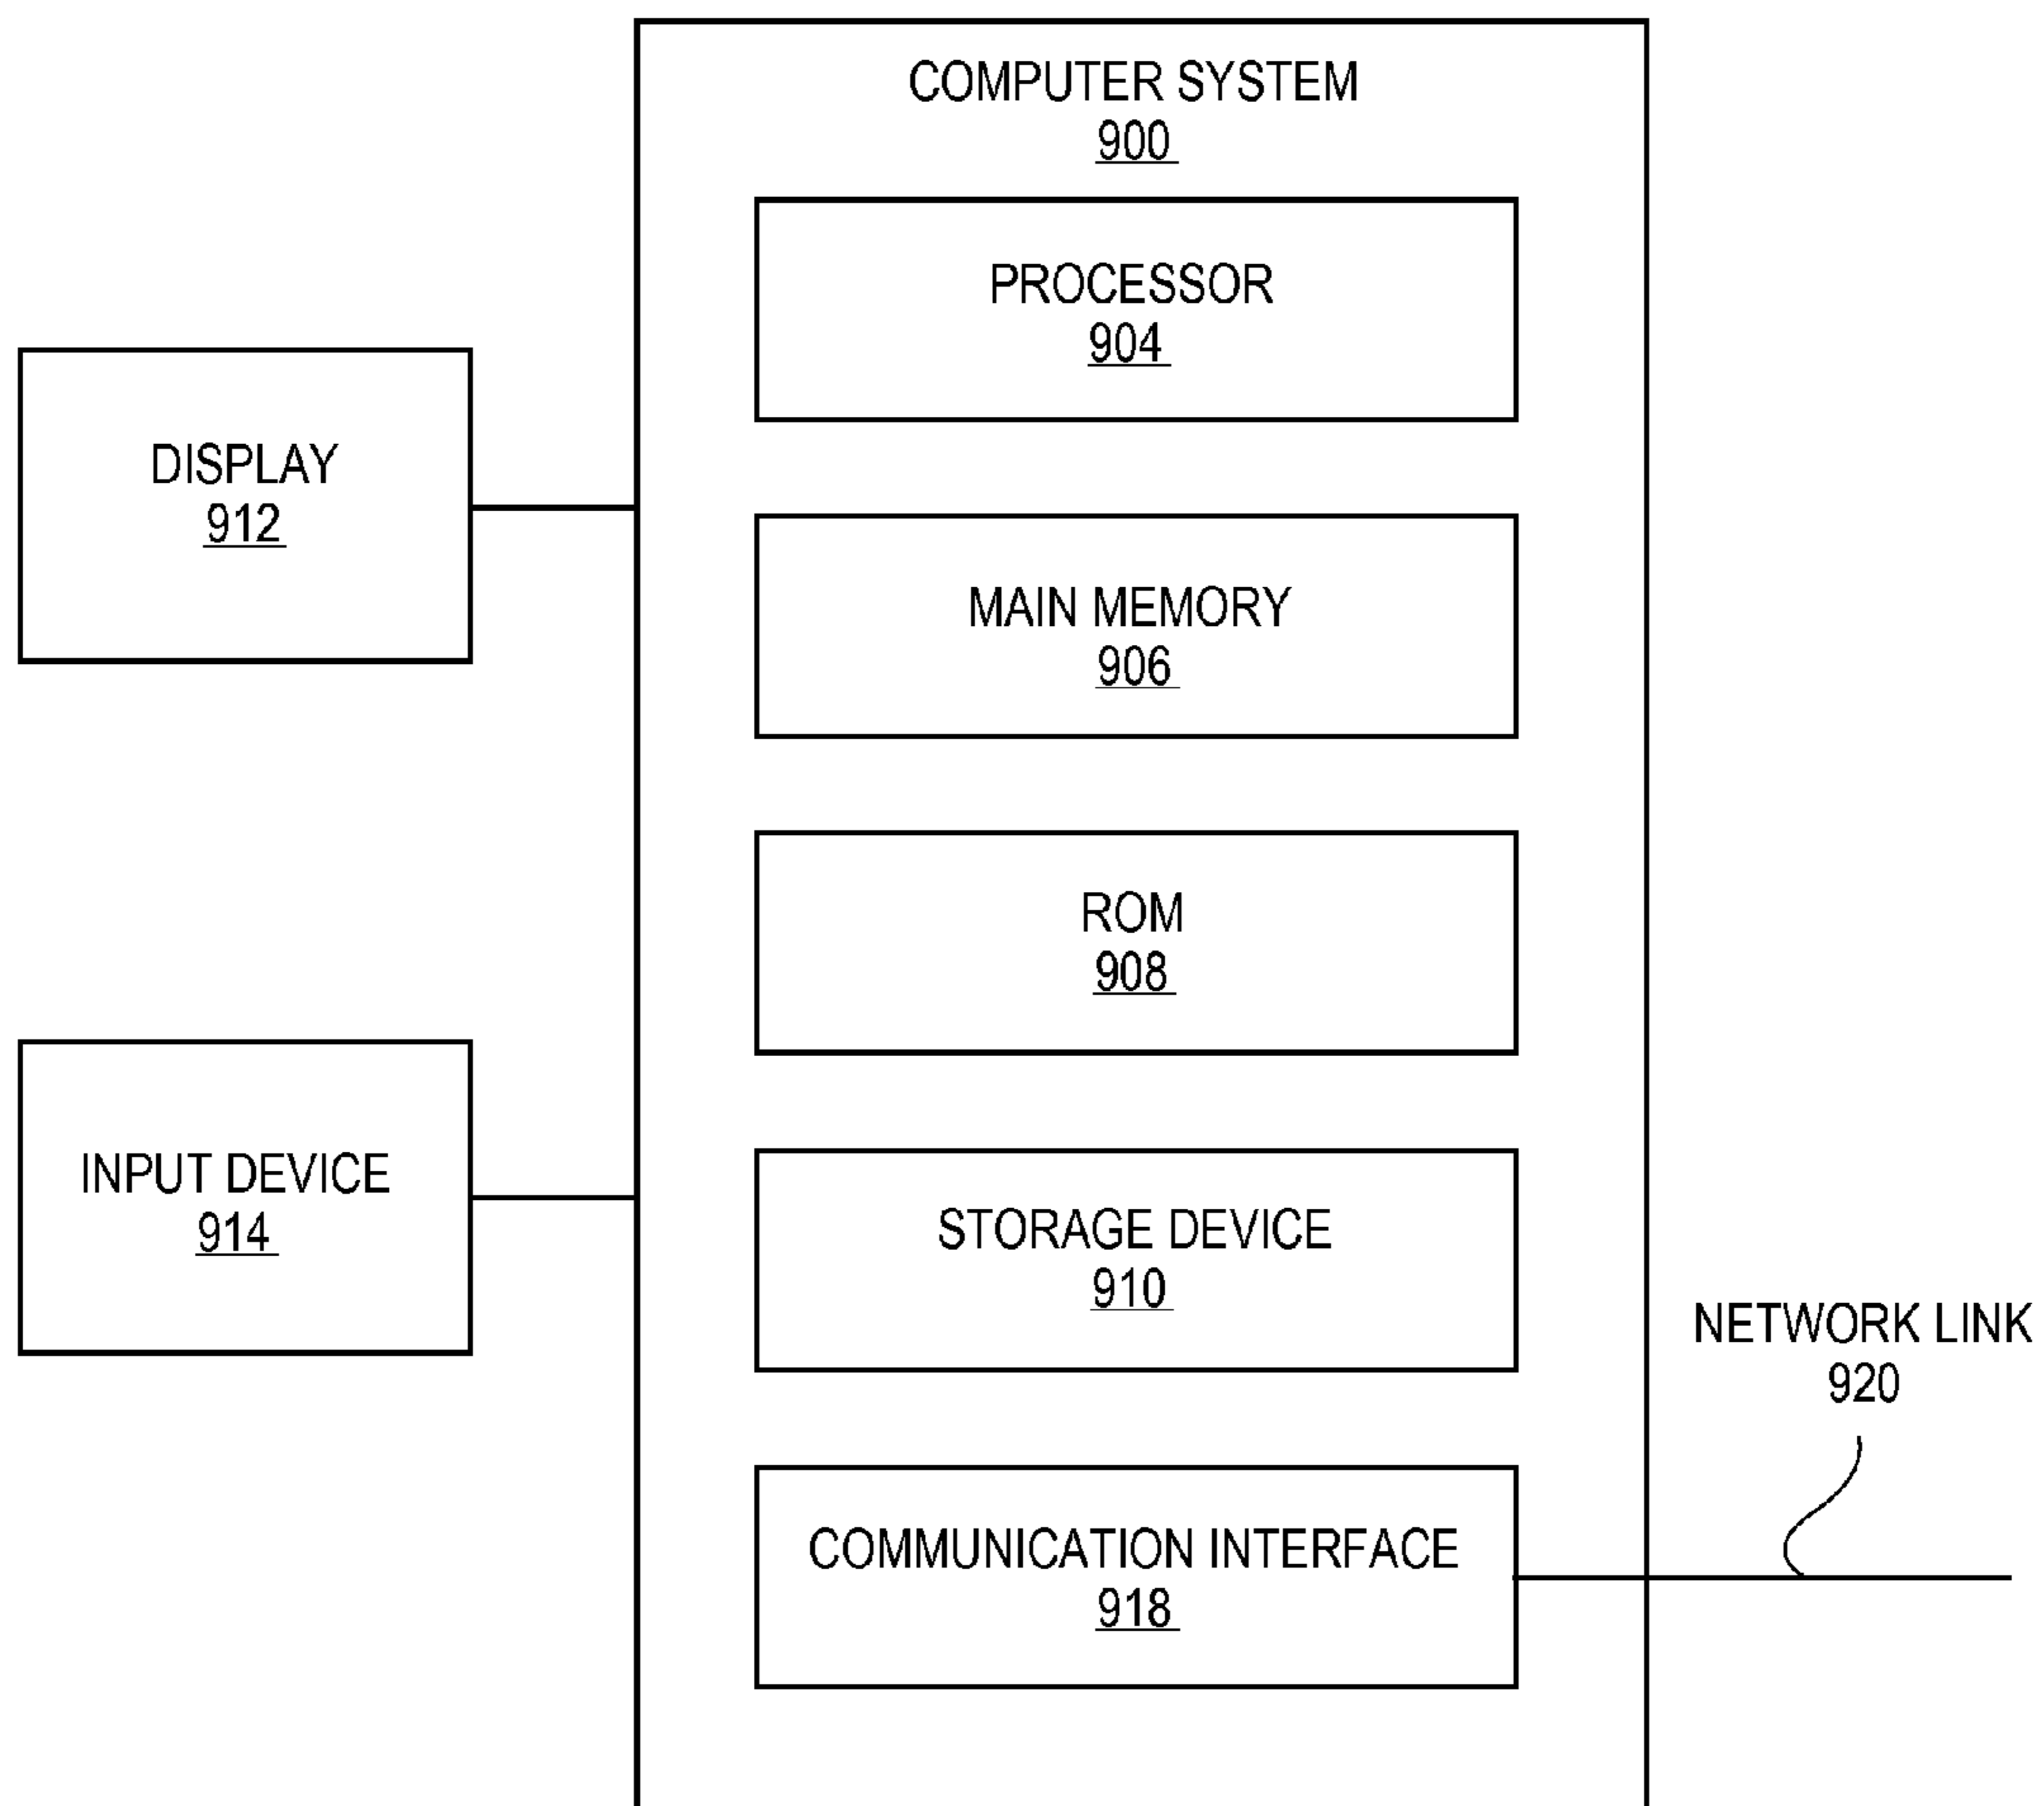 COMPUTER SYSTEM
900
PROCESSOR
904
DISPLAY
912
MAIN MEMORY
906
ROM
908
INPUT DEVICE
914
STORAGE DEVICE
910
NETWORK LINK
920
COMMUNICATION INTERFACE
918